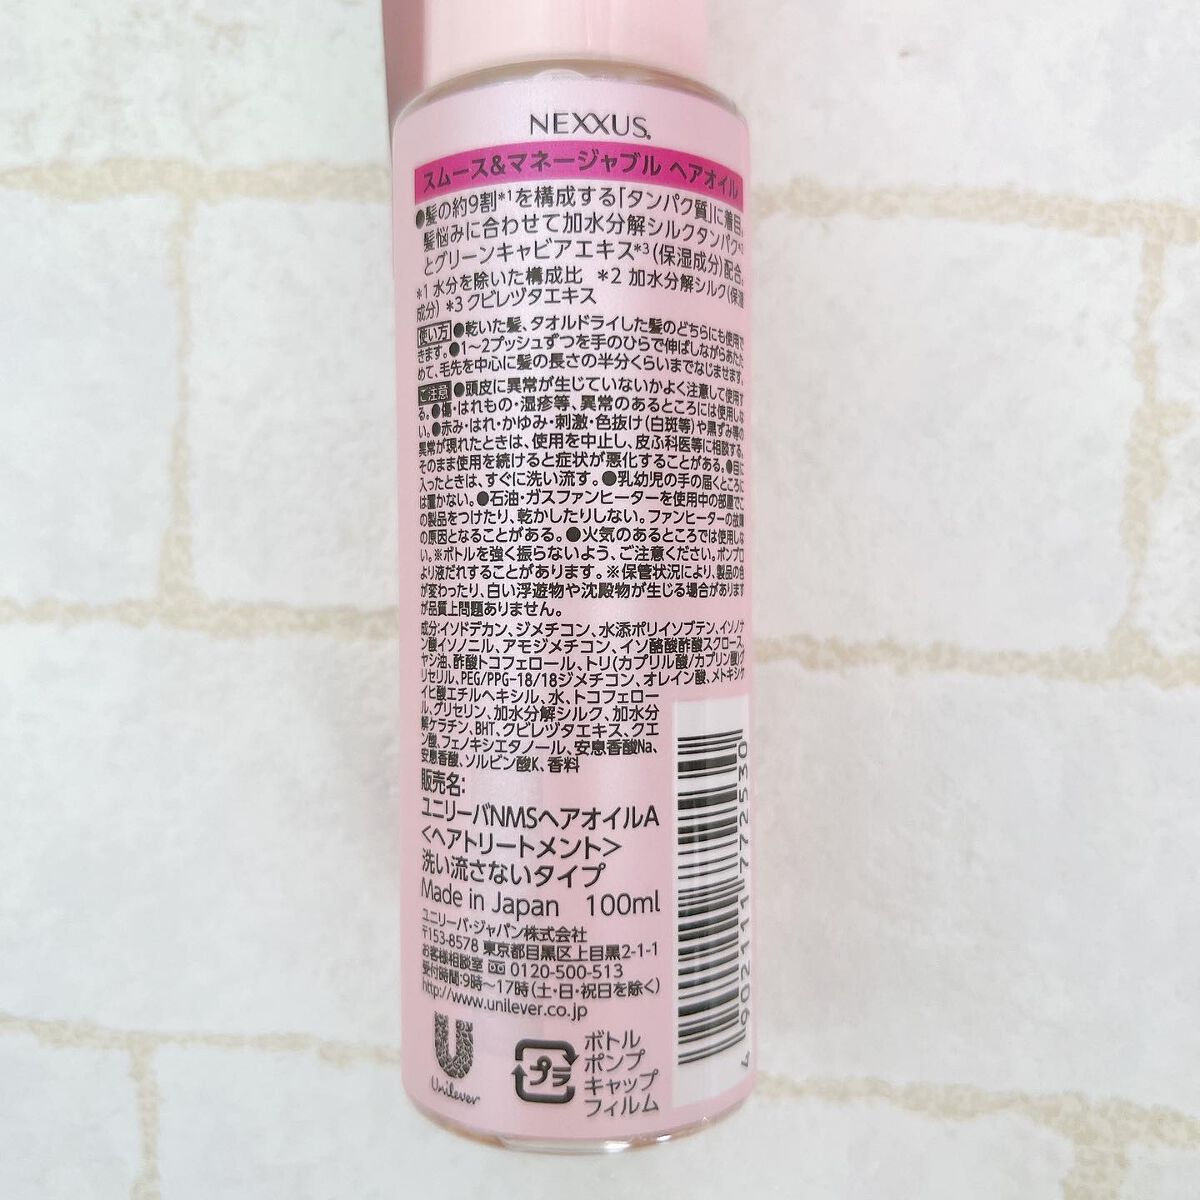 NEXXUS
スムース&マネージャブル ヘアオイル
●髪の約9割*1を構成する「タンパク質」に着目。
髪悩みに合わせて加水分解シルクタンパク*2
とグリーンキャビアエキス*3(保湿成分)配合。
*1 水分を除いた構成比 *2 加水分解シルク(保湿
成分) *3 クビレヅタエキス
使い方 ●乾いた髪、タオルドライした髪のどちらにも使用で
きます。●1~2プッシュずつを手のひらで伸ばしながらあたた
めて、毛先を中心に髪の長さの半分くらいまでなじませます。
ご注意 ●頭皮に異常が生じていないかよく注意して使用す
る。●傷・はれもの・湿疹等、異常のあるところには使用しな
い。●赤み・はれ・かゆみ・刺激・色抜け(白斑等)や黒ずみ等の
異常が現れたときは、使用を中止し、皮ふ科医等に相談する。
そのまま使用を続けると症状が悪化することがある。●目に
入ったときは、すぐに洗い流す。●乳幼児の手の届くところに
は置かない。●石油・ガスファンヒーターを使用中の部屋でこ
の製品をつけたり、乾かしたりしない。ファンヒーターの故障
の原因となることがある。●火気のあるところでは使用しな
い。※ボトルを強く振らないよう、ご注意ください。ポンプ口
より液だれすることがあります。※保管状況により、製品の色
が変わったり、白い浮遊物や沈殿物が生じる場合があります
が品質上問題ありません。
成分:イソドデカン、ジメチコン、水添ポリイソブテン、イソノナ
ン酸イソノニル、アモジメチコン、イソ酪酸酢酸スクロース、
ヤシ油、酢酸トコフェロール、トリ(カプリル酸/カプリン酸)グ
リセリル、PEG/PPG-18/18ジメチコン、オレイン酸、メトキシケ
イヒ酸エチルヘキシル、水、トコフェロー
ル、グリセリン、加水分解シルク、加水分
解ケラチン、BHT、クビレヅタエキス、クエ
ン酸、フェノキシエタノール、安息香酸Na、
安息香酸、ソルビン酸K、香料
販売名:
ユニリーバNMSヘアオイルA
<ヘアトリートメント>
洗い流さないタイプ
Made in Japan 100ml
ユニリーバ・ジャパン株式会社
〒153-8578 東京都目黒区上目黒2-1-1
お客様相談室 0120-500-513
受付時間:9時~17時(土・日・祝日を除く)
http://www.unilever.co.jp
Unilever
プラ
ボトル
ポンプ
キャップ
フィルム
4 902111 772530